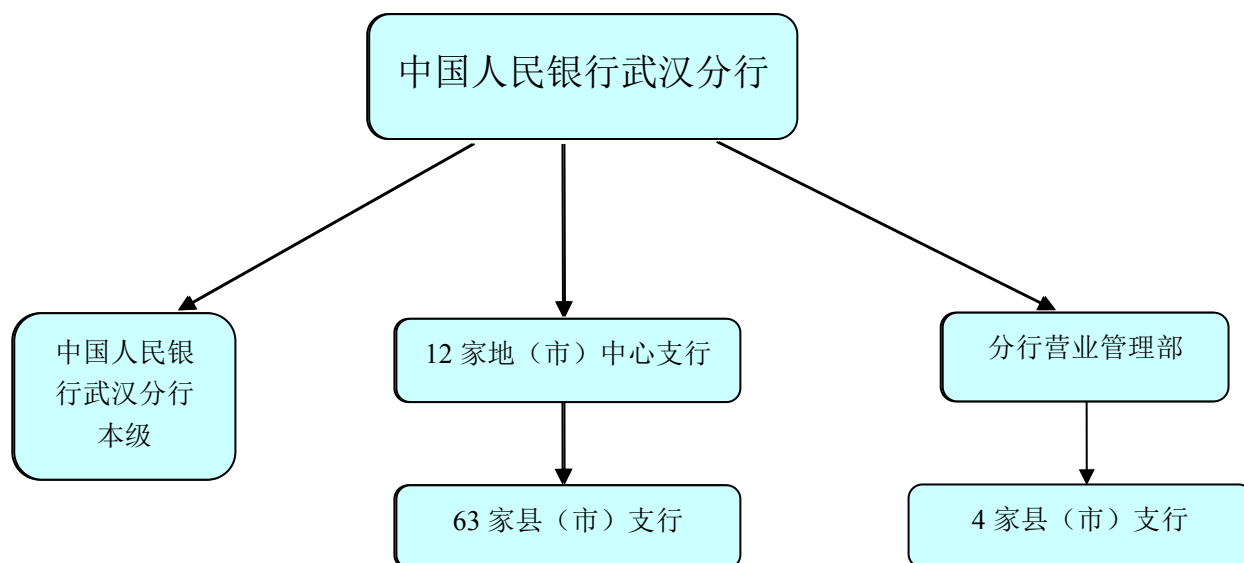 中国人民银行武汉分行
中国人民银
行武汉分行
本级
12 家地（市）中心支行
分行营业管理部
63 家县（市）支行
4 家县（市）支行